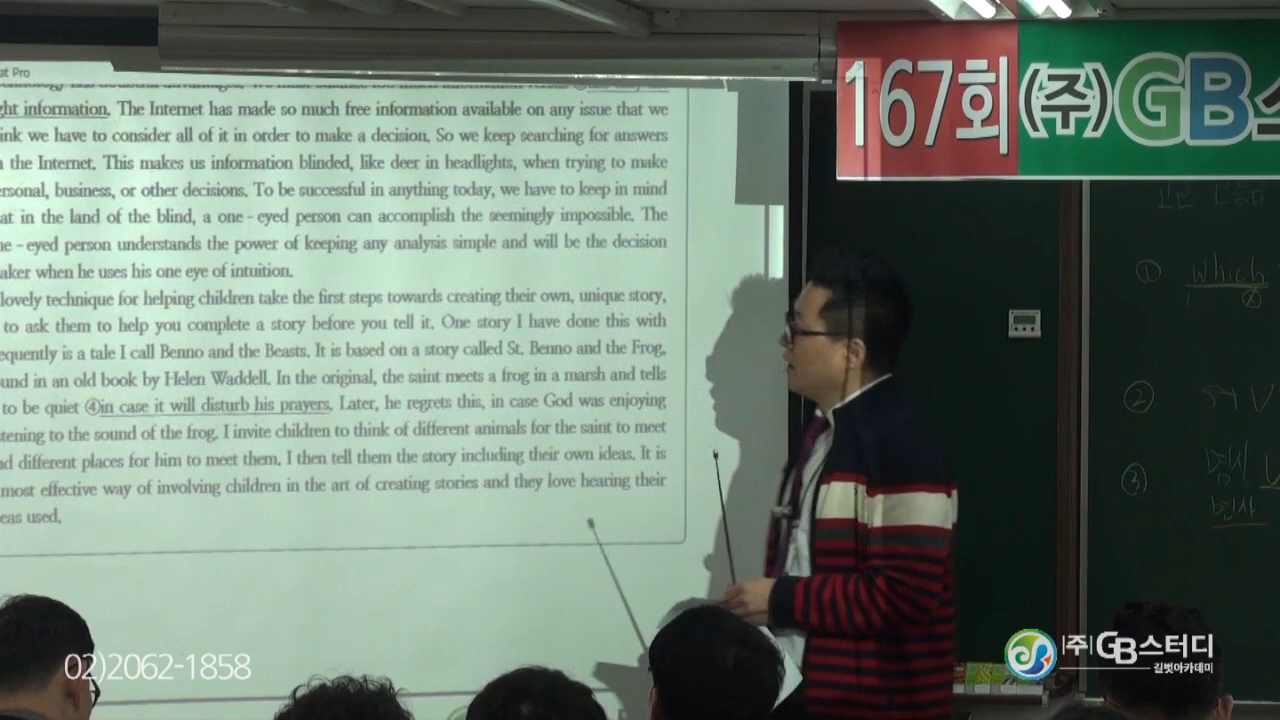 at Pro
ght information. The Internet has made so much free information available on any issue that we
ink we have to consider all of it in order to make a decision. So we keep searching for answers
the Internet. This makes us information blinded, like deer in headlights, when trying to make
ersonal, business, or other decisions. To be successful in anything today, we have to keep in mind
at in the land of the blind, a one-eyed person can accomplish the seemingly impossible. The
ne-eyed person understands the power of keeping any analysis simple and will be the decision
aker when he uses his one eye of intuition.
lovely technique for helping children take the first steps towards creating their own, unique story,
to ask them to help you complete a story before you tell it. One story I have done this with
equently is a tale I call Benno and the Beasts. It is based on a story called St. Benno and the Frog,
und in an old book by Helen Waddell. In the original, the saint meets a frog in a marsh and tells
to be quiet ④in case it will disturb his prayers. Later, he regrets this, in case God was enjoying
stening to the sound of the frog. I invite children to think of different animals for the saint to meet
nd different places for him to meet them. I then tell them the story including their own ideas. It is
most effective way of involving children in the art of creating stories and they love hearing their
eas used.
167회 (주)GB스
① which
②
③ 명사
02)2062-1858
(주)GB스터디
길벗아카데미